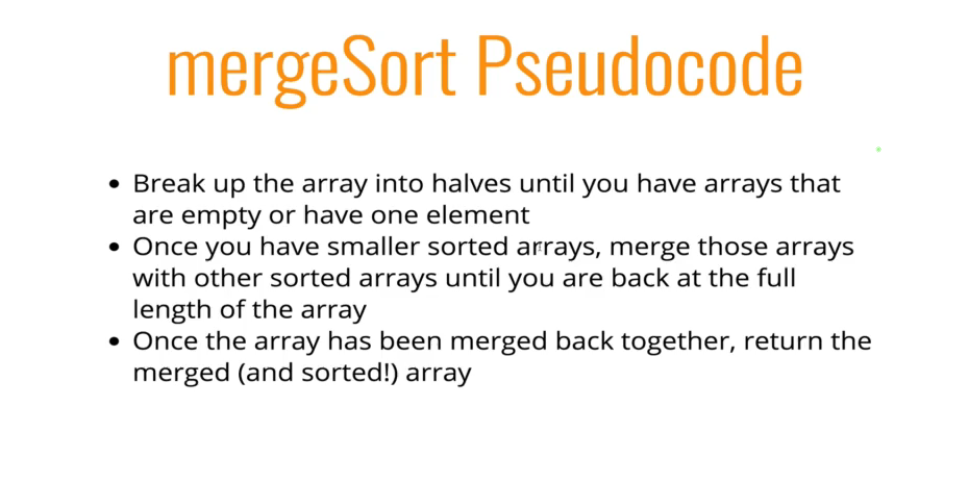 mergeSort Pseudocode
• Break up the array into halves until you have arrays that
are empty or have one element
• Once you have smaller sorted arrays, merge those arrays
with other sorted arrays until you are back at the full
length of the array
• Once the array has been merged back together, return the
merged (and sorted!) array